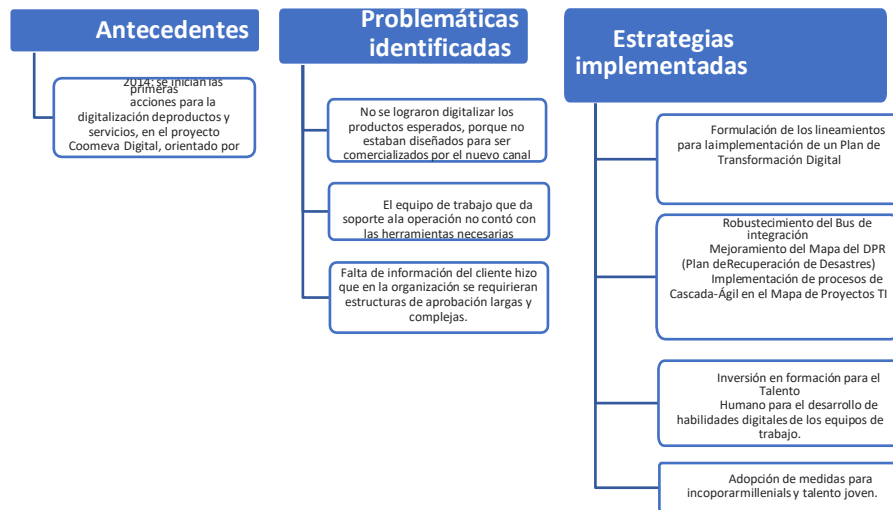 Antecedentes
2014: se inician las
primeras
acciones para la
digitalización deproductos y
servicios, en el proyecto
Coomeva Digital, orientado por
Problemáticas
identificadas
No se lograron digitalizar los
productos esperados, porque no
estaban diseñados para ser
comercializados por el nuevo canal
El equipo de trabajo que da
soporte ala operación no contó con
las herramientas necesarias
Falta de información del cliente hizo
que en la organización se requirieran
estructuras de aprobación largas y
complejas.
Estrategias
implementadas
Formulación de los lineamientos
para laimplementación de un Plan de
Transformación Digital
Robustecimiento del Bus de
integración
Mejoramiento del Mapa del DPR
(Plan deRecuperación de Desastres)
Implementación de procesos de
Cascada-Ágil en el Mapa de Proyectos TI
Inversión en formación para el
Talento
Humano para el desarrollo de
habilidades digitales de los equipos de
trabajo.
Adopción de medidas para
incoporarmillenials y talento joven.